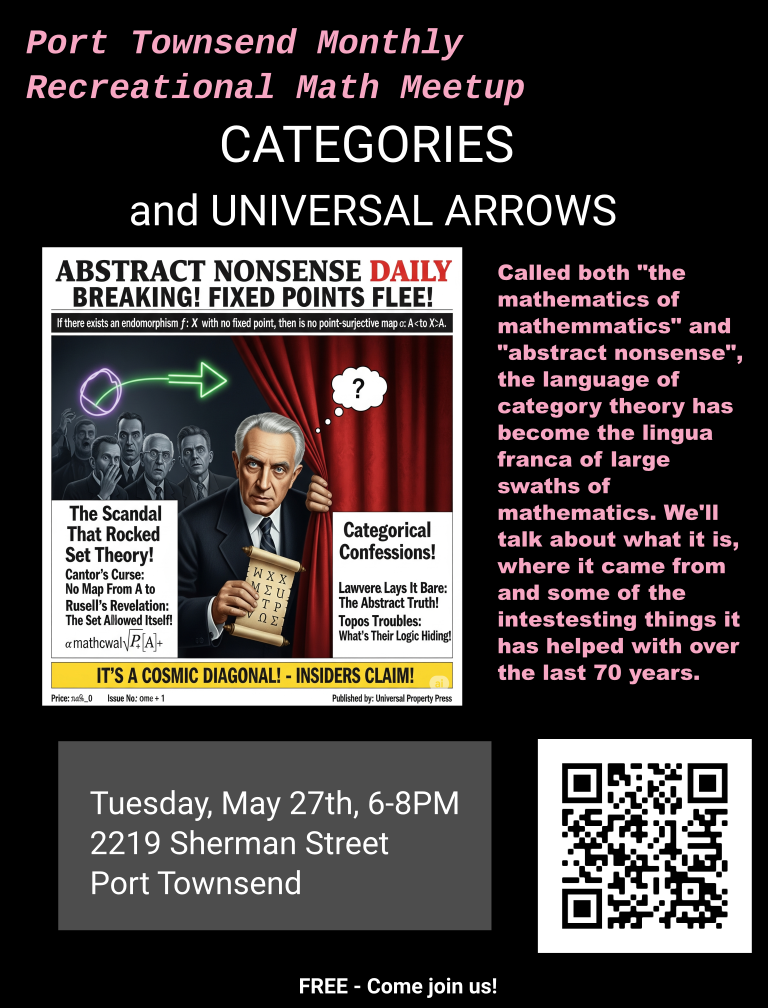 Port Townsend Monthly
Recreational Math Meetup
CATEGORIES
and UNIVERSAL ARROWS
ABSTRACT NONSENSE DAILY
BREAKING! FIXED POINTS FLEE!
If there exists an endomorphism f: X with no fixed point, then is no point-surjective map α: A<to X>A.
?
The Scandal
That Rocked
Set Theory!
Cantor's Curse:
No Map From A to
Rusell's Revelation:
The Set Allowed Itself!
α mathcwal√P₊[A]+
W X X
M Σ U
T P
V Ω Σ
Categorical
Confessions!
Lawvere Lays It Bare:
The Abstract Truth!
Topos Troubles:
What's Their Logic Hiding!
IT'S A COSMIC DIAGONAL! - INSIDERS CLAIM!
Price: _0 Issue No.: ome + 1 Published by: Universal Property Press
Called both "the
mathematics of
mathemmatics" and
"abstract nonsense",
the language of
category theory has
become the lingua
franca of large
swaths of
mathematics. We'll
talk about what it is,
where it came from
and some of the
intestesting things it
has helped with over
the last 70 years.
Tuesday, May 27th, 6-8PM
2219 Sherman Street
Port Townsend
FREE - Come join us!